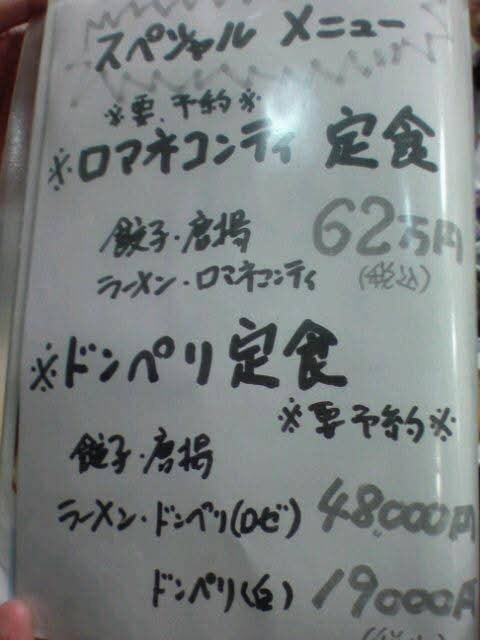 スペシャル メニュー
※要、予約※
※ロマネコンティ 定食
餃子・唐揚 62万円
ラーメン・ロマネコンティ (税込)
※ドンペリ定食
※要予約※
餃子・唐揚
ラーメン・ドンペリ(ロゼ) 48,000円
ドンペリ(白) 19000円